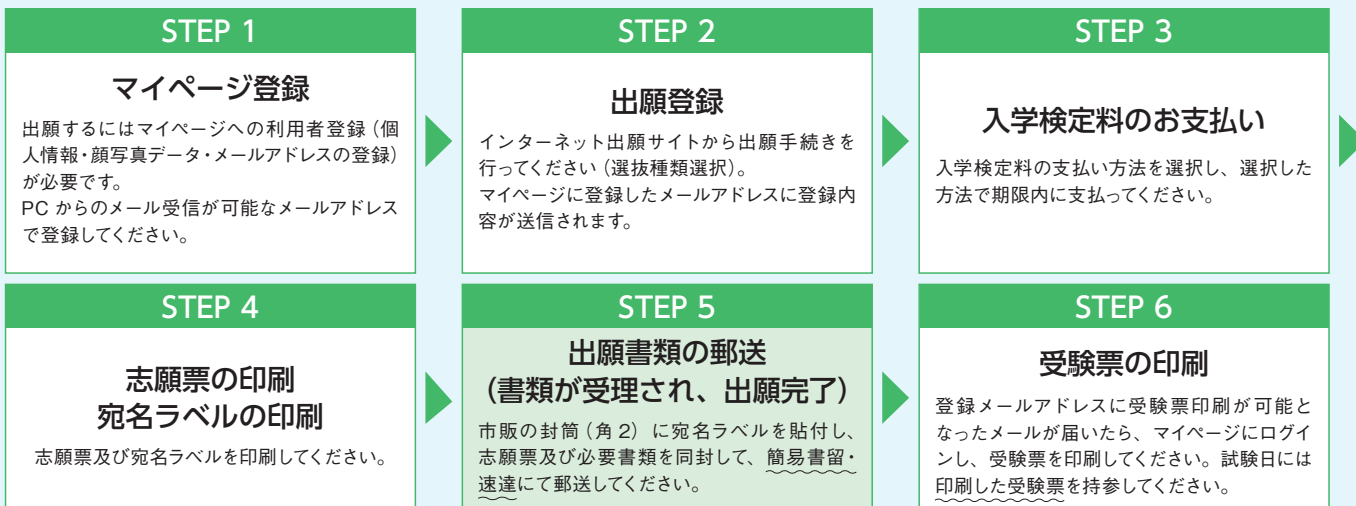 STEP 1
マイページ登録
出願するにはマイページへの利用者登録（個
人情報・顔写真データ・メールアドレスの登録）
が必要です。
PC からのメール受信が可能なメールアドレス
で登録してください。
STEP 2
出願登録
インターネット出願サイトから出願手続きを
行ってください（選抜種類選択）。
マイページに登録したメールアドレスに登録内
容が送信されます。
STEP 3
入学検定料のお支払い
入学検定料の支払い方法を選択し、選択した
方法で期限内に支払ってください。
STEP 4
志願票の印刷
宛名ラベルの印刷
志願票及び宛名ラベルを印刷してください。
STEP 5
出願書類の郵送
（書類が受理され、出願完了）
市販の封筒（角 2）に宛名ラベルを貼付し、
志願票及び必要書類を同封して、簡易書留・
速達にて郵送してください。
STEP 6
受験票の印刷
登録メールアドレスに受験票印刷が可能と
なったメールが届いたら、マイページにログイ
ンし、受験票を印刷してください。試験日には
印刷した受験票を持参してください。